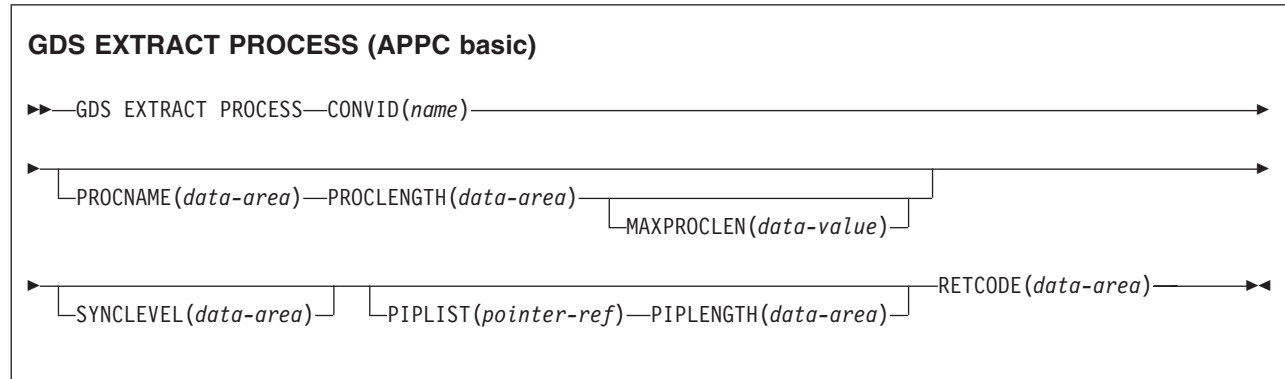 GDS EXTRACT PROCESS (APPC basic)
GDS EXTRACT PROCESS CONVID(name)
PROCNAME(data-area) PROCLENGTH(data-area)
MAXPROCLEN(data-value)
RETCODE(data-area)
SYNCLEVEL(data-area) PIPLIST(pointer-ref) PIPLENGTH(data-area)